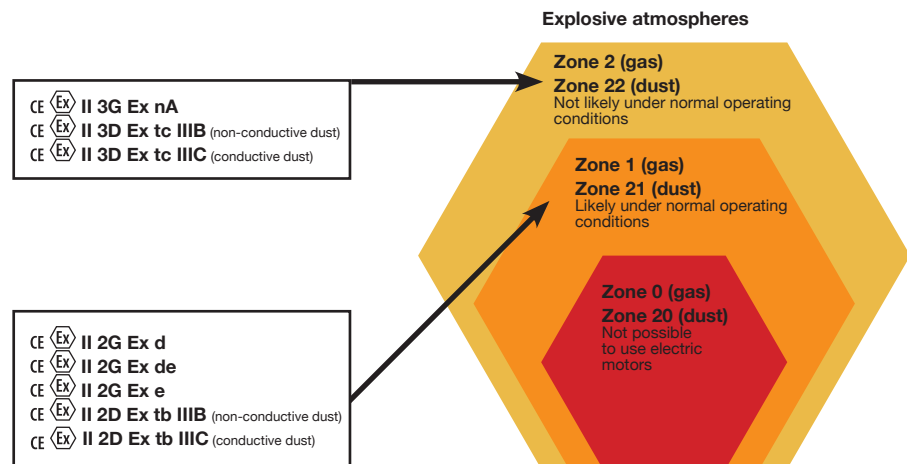 Explosive atmospheres
Zone 2 (gas)
Zone 22 (dust)
Not likely under normal operating
conditions
CE Ex II 3G Ex nA
CE Ex II 3D Ex tc IIIB (non-conductive dust)
CE Ex II 3D Ex tc IIIC (conductive dust)
Zone 1 (gas)
Zone 21 (dust)
Likely under normal operating
conditions
Zone 0 (gas)
Zone 20 (dust)
Not possible
to use electric
motors
CE Ex II 2G Ex d
CE Ex II 2G Ex de
CE Ex II 2G Ex e
CE Ex II 2D Ex tb IIIB (non-conductive dust)
CE Ex II 2D Ex tb IIIC (conductive dust)